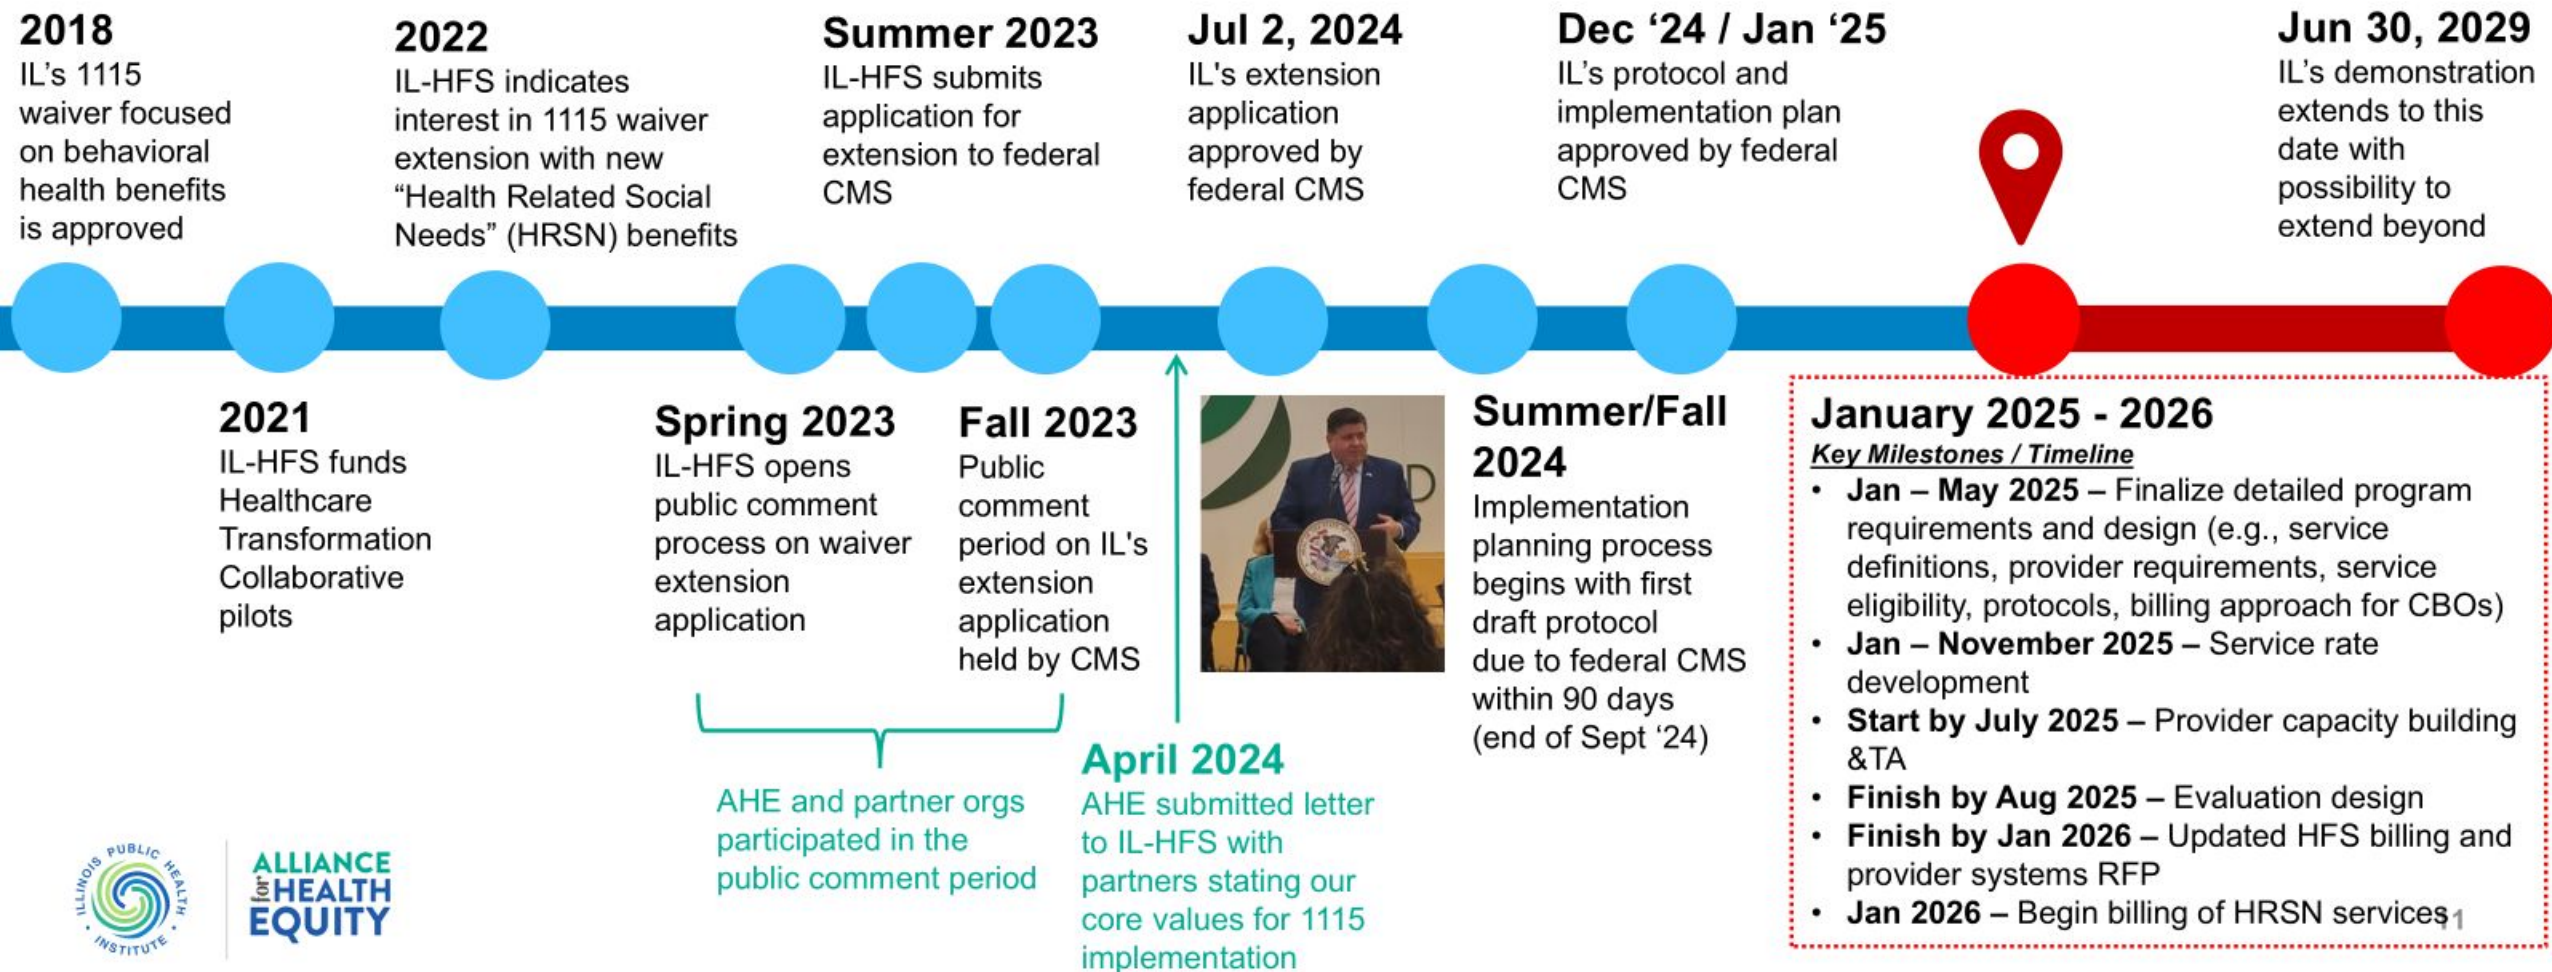 2018
IL’s 1115
waiver focused
on behavioral
health benefits
is approved
2022
IL-HFS indicates
interest in 1115 waiver
extension with new
“Health Related Social
Needs” (HRSN) benefits
Summer 2023
IL-HFS submits
application for
extension to federal
CMS
Jul 2, 2024
IL's extension
application
approved by
federal CMS
Dec ‘24 / Jan ‘25
IL’s protocol and
implementation plan
approved by federal
CMS
Jun 30, 2029
IL’s demonstration
extends to this
date with
possibility to
extend beyond
2021
IL-HFS funds
Healthcare
Transformation
Collaborative
pilots
Spring 2023
IL-HFS opens
public comment
process on waiver
extension
application
Fall 2023
Public
comment
period on IL's
extension
application
held by CMS
AHE and partner orgs
participated in the
public comment period
April 2024
AHE submitted letter
to IL-HFS with
partners stating our
core values for 1115
implementation
D
Summer/Fall
2024
Implementation
planning process
begins with first
draft protocol
due to federal CMS
within 90 days
(end of Sept ‘24)
January 2025 - 2026
Key Milestones / Timeline
• Jan – May 2025 – Finalize detailed program
requirements and design (e.g., service
definitions, provider requirements, service
eligibility, protocols, billing approach for CBOs)
• Jan – November 2025 – Service rate
development
• Start by July 2025 – Provider capacity building
&TA
• Finish by Aug 2025 – Evaluation design
• Finish by Jan 2026 – Updated HFS billing and
provider systems RFP
• Jan 2026 – Begin billing of HRSN services
11
ILLINOIS PUBLIC HEALTH
INSTITUTE
ALLIANCE
for HEALTH
EQUITY